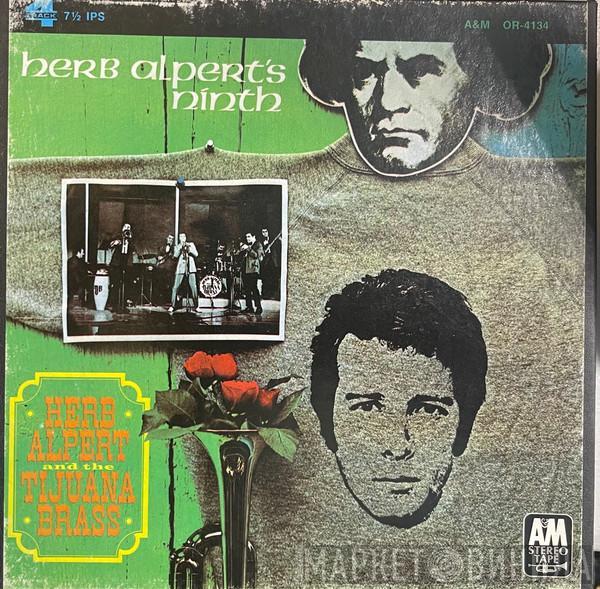 4 TRACK 7½ IPS
A&M OR-4134
herb alpert's
ninth
HERB
ALPERT
and the
TIJUANA
BRASS
A&M
STEREO
TAPE
МАРКЕТ ВИНИЛА